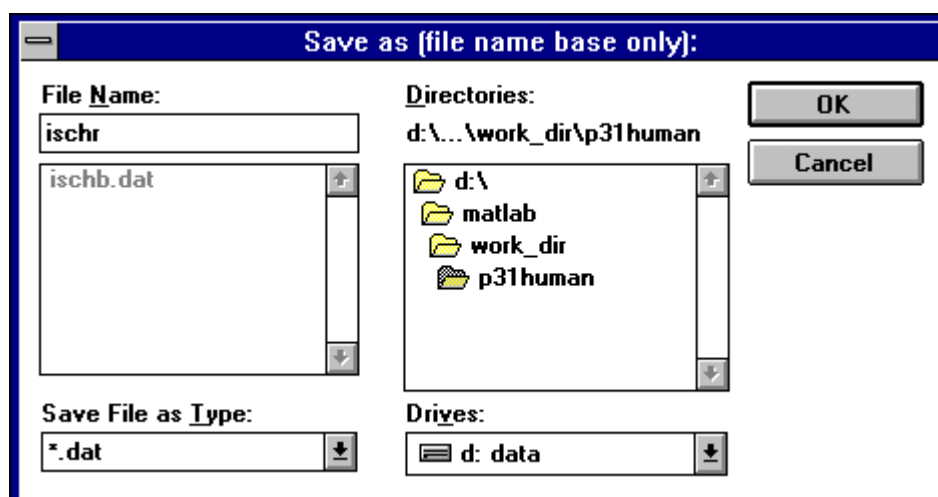 Save as (file name base only):
File Name:
ischr
ischb.dat
Save File as Type:
*.dat
Directories:
d:\...\work_dir\p31human
d:\
matlab
work_dir
p31human
Drives:
d: data
OK
Cancel